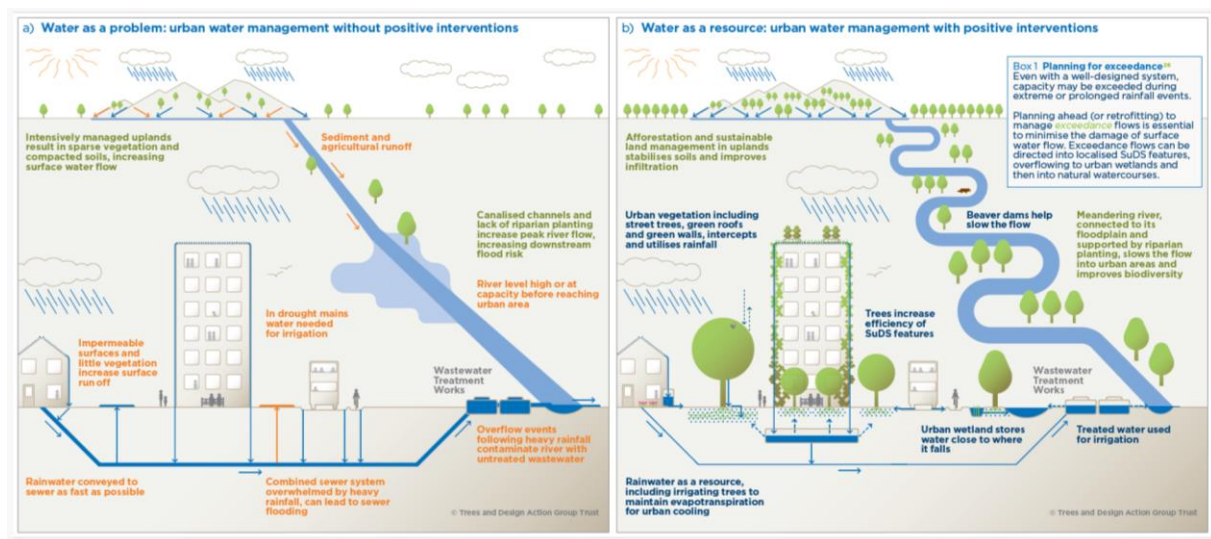 a) Water as a problem: urban water management without positive interventions
Intensively managed uplands
result in sparse vegetation and
compacted soils, increasing
surface water flow
Sediment and
agricultural runoff
Canalised channels and
lack of riparian planting
increase peak river flow,
increasing downstream
flood risk
River level high or at
capacity before reaching
urban area
In drought mains
water needed
for irrigation
Impermeable
surfaces and
little vegetation
increase surface
run off
Wastewater
Treatment
Works
Overflow events
following heavy rainfall
contaminate river with
untreated wastewater
Rainwater conveyed to
sewer as fast as possible
Combined sewer system
overwhelmed by heavy
rainfall, can lead to sewer
flooding
© Trees and Design Action Group Trust
b) Water as a resource: urban water management with positive interventions
Box 1 Planning for exceedance²⁸
Even with a well-designed system,
capacity may be exceeded during
extreme or prolonged rainfall events.
Planning ahead (or retrofitting) to
manage exceedance flows is essential
to minimise the damage of surface
water flow. Exceedance flows can be
directed into localised SuDS features,
overflowing to urban wetlands and
then into natural watercourses.
Afforestation and sustainable
land management in uplands
stabilises soils and improves
infiltration
Urban vegetation including
street trees, green roofs
and green walls, intercepts
and utilises rainfall
Beaver dams help
slow the flow
Meandering river,
connected to its
floodplain and
supported by riparian
planting, slows the flow
into urban areas and
improves biodiversity
Trees increase
efficiency of
SuDS features
Wastewater
Treatment
Works
Urban wetland stores
water close to where
it falls
Treated water used
for irrigation
Rainwater as a resource,
including irrigating trees to
maintain evapotranspiration
for urban cooling
© Trees and Design Action Group Trust